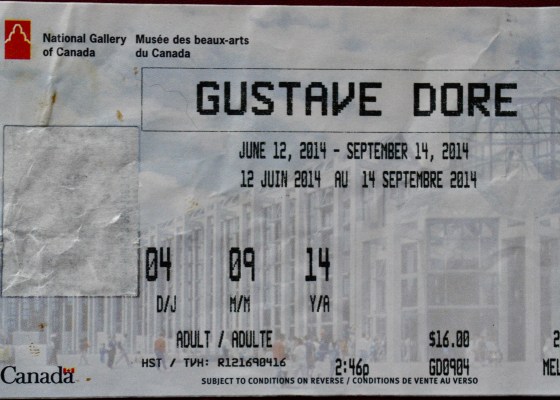 National Gallery Musée des beaux-arts
of Canada du Canada
GUSTAVE DORE
JUNE 12, 2014 - SEPTEMBER 14, 2014
12 JUIN 2014 AU 14 SEPTEMBRE 2014
04 09 14
D/J M/M Y/A
ADULT / ADULTE $16.00 2
HST / TVH: R121690416 2:46p GD0904 MEL
Canada SUBJECT TO CONDITIONS ON REVERSE / CONDITIONS DE VENTE AU VERSO